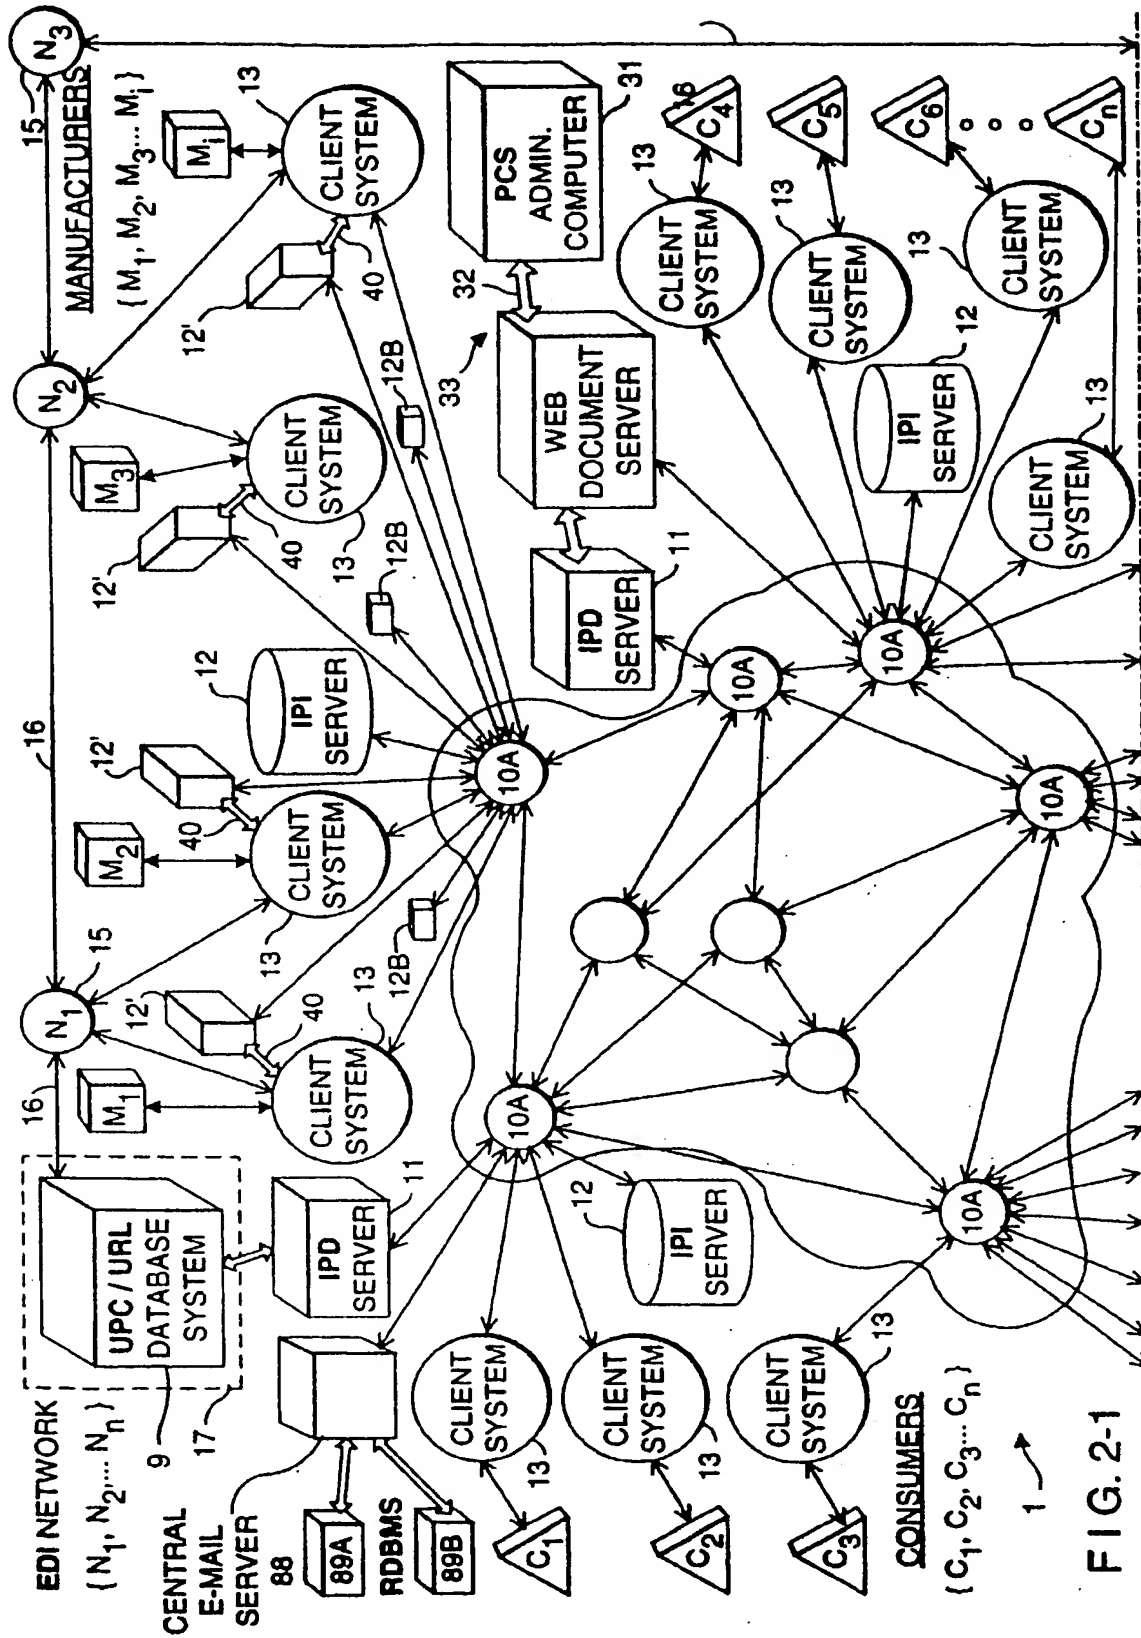 EDI NETWORK
{N₁, N₂,... Nₙ}
9
17
UPC / URL
DATABASE
SYSTEM
16
N₁
15
16
N₂
15
N₃
MANUFACTURERS
{M₁, M₂, M₃... Mᵢ}
CENTRAL
E-MAIL
SERVER
88
89A
RDBMS
89B
IPD
SERVER
11
M₁
12'
40
CLIENT
SYSTEM
13
12B
M₂
12'
40
CLIENT
SYSTEM
13
12
IPI
SERVER
12B
M₃
12'
40
CLIENT
SYSTEM
13
12B
Mᵢ
12'
40
CLIENT
SYSTEM
13
33
IPD
SERVER
11
WEB
DOCUMENT
SERVER
32
PCS
ADMIN.
COMPUTER
31
C₁
CLIENT
SYSTEM
13
C₂
CLIENT
SYSTEM
13
C₃
CLIENT
SYSTEM
13
12
IPI
SERVER
10A
10A
10A
10A
10A
10A
CLIENT
SYSTEM
13
C₄
16
CLIENT
SYSTEM
13
C₅
IPI
SERVER
12
CLIENT
SYSTEM
13
C₆
CLIENT
SYSTEM
13
Cₙ
CONSUMERS
{C₁, C₂, C₃... Cₙ}
1
FIG. 2-1